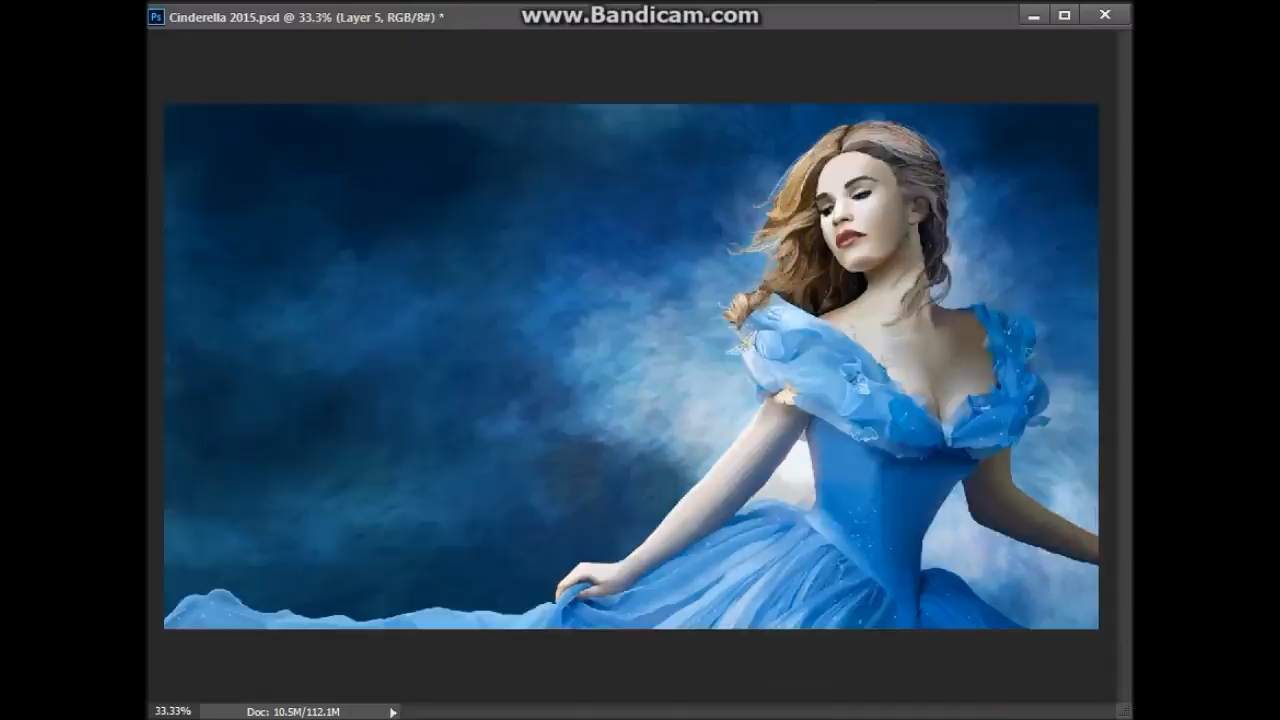 Ps Cinderella 2015.psd @ 33.3% (Layer 5, RGB/8#) *
www.Bandicam.com
33.33% Doc: 10.5M/112.1M